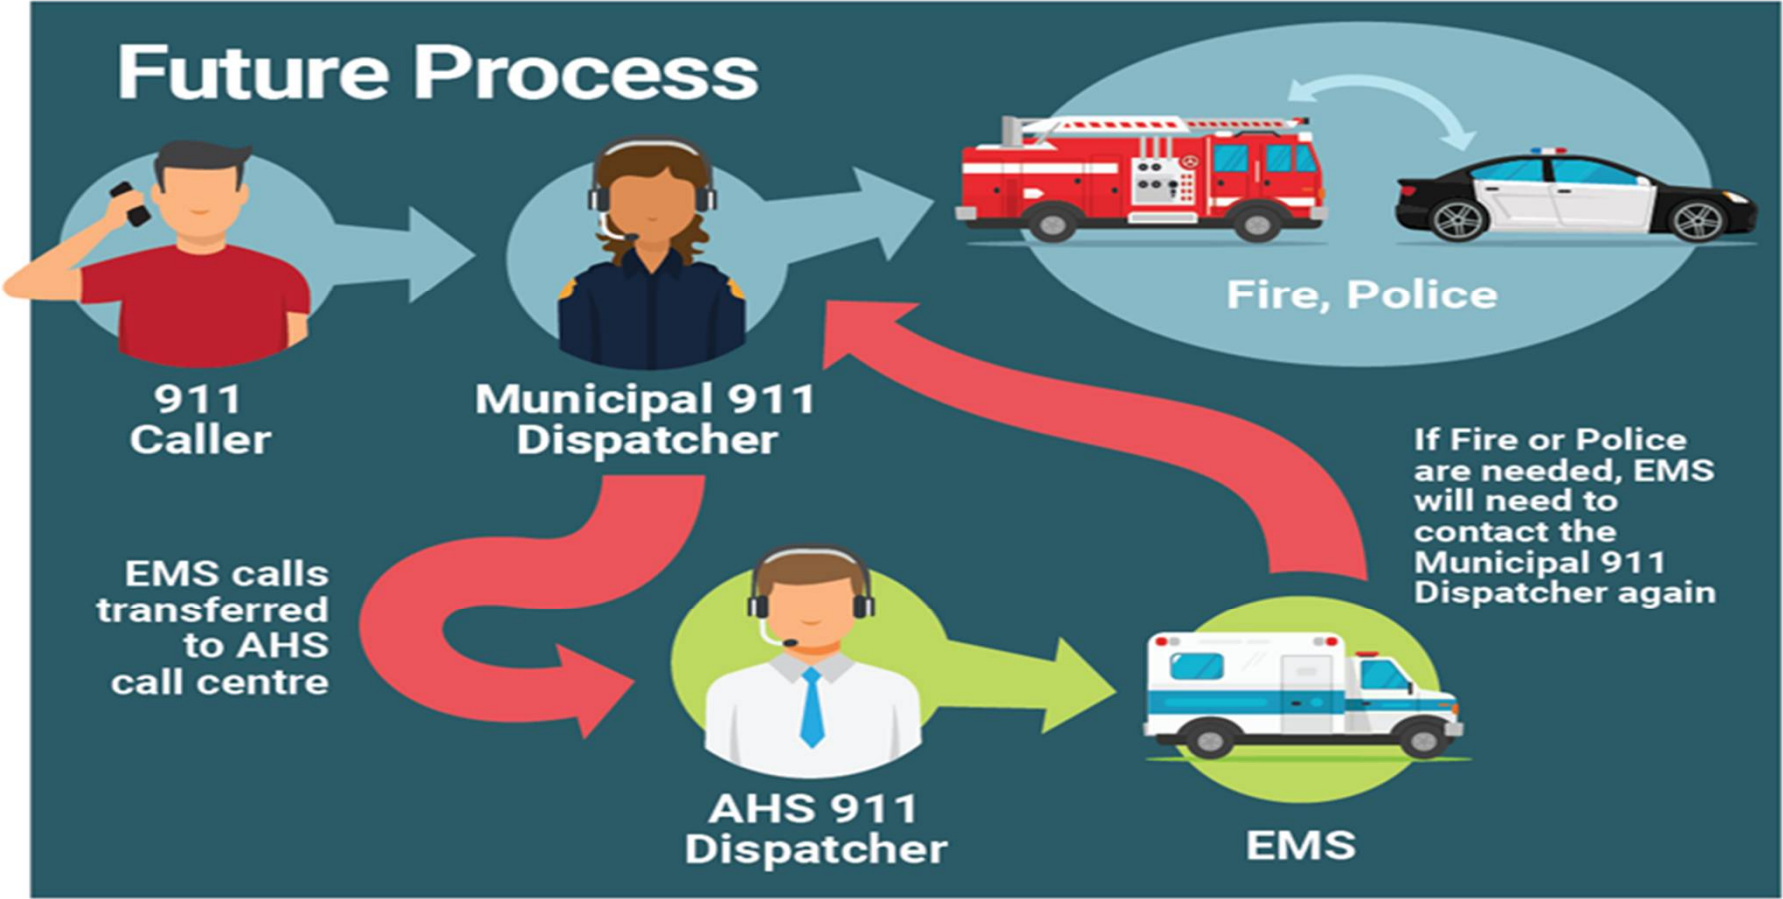 Future Process
911
Caller
Municipal 911
Dispatcher
Fire, Police
If Fire or Police
are needed, EMS
will need to
contact the
Municipal 911
Dispatcher again
EMS calls
transferred
to AHS
call centre
AHS 911
Dispatcher
EMS